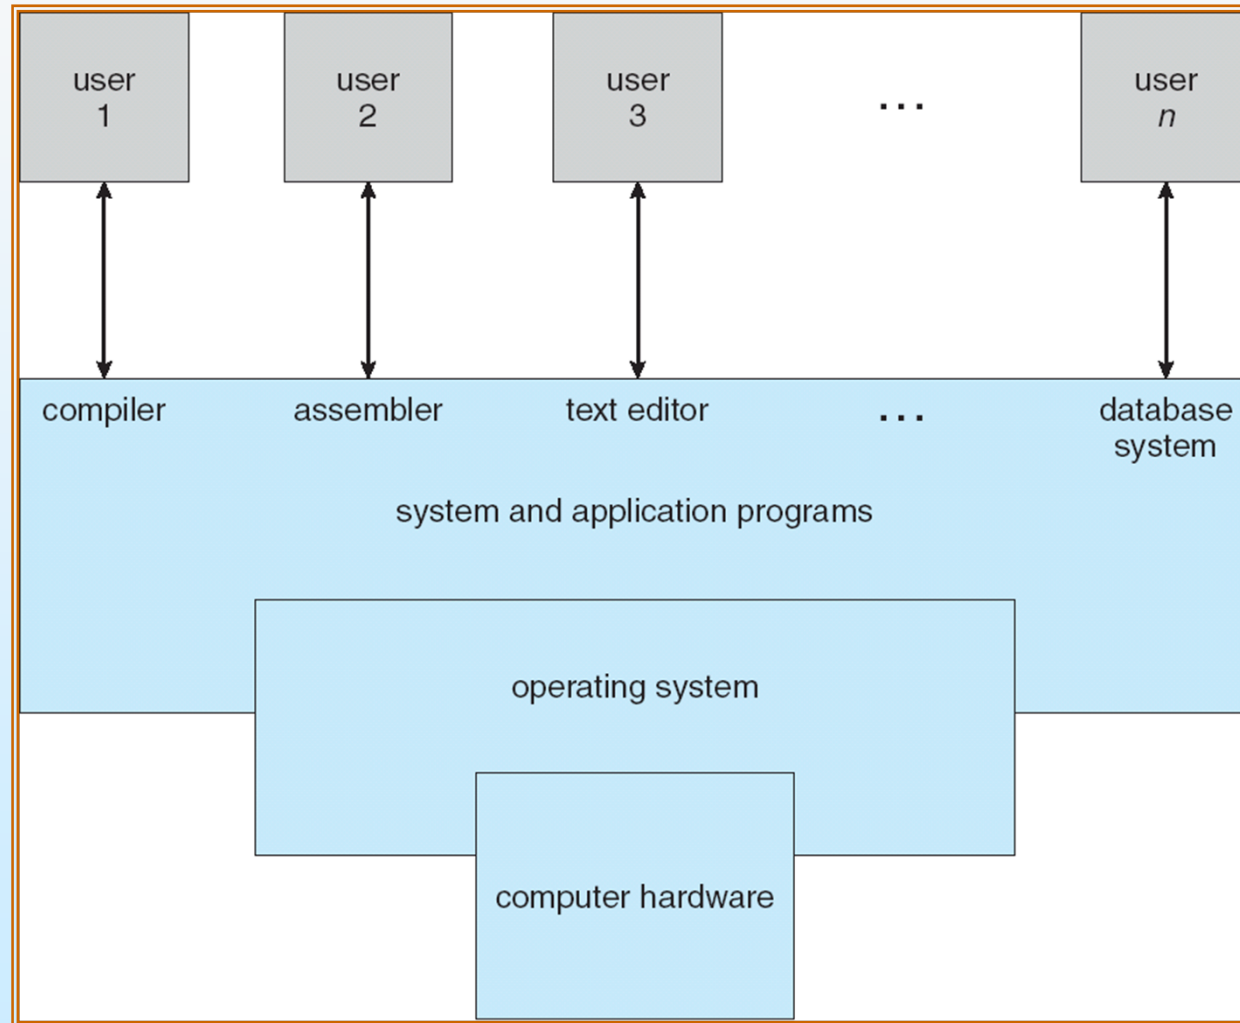 user
1
user
2
user
3
...
user
n
compiler
assembler
text editor
...
database
system
system and application programs
operating system
computer hardware